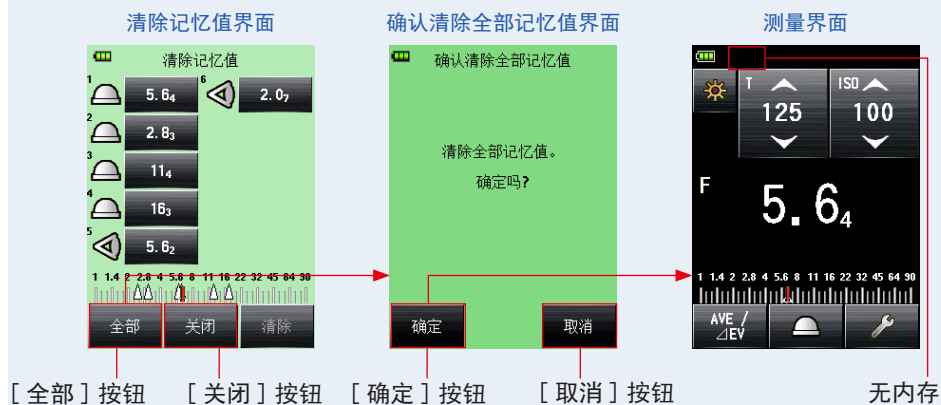 清除记忆值界面
确认清除全部记忆值界面
测量界面
清除记忆值
1 5.6₄
6 2.0₇
2 2.8₃
3 11₄
4 16₃
5 5.6₂
1 1.4 2 2.8 4 5.6 8 11 16 22 32 45 64 90
全部 关闭 清除
确认清除全部记忆值
清除全部记忆值。
确定吗?
确定 取消
T ISO
125 100
F 5.6₄
1 1.4 2 2.8 4 5.6 8 11 16 22 32 45 64 90
AVE /
⊿EV
[ 全部 ] 按钮 [ 关闭 ] 按钮 [ 确定 ] 按钮 [ 取消 ] 按钮 无内存